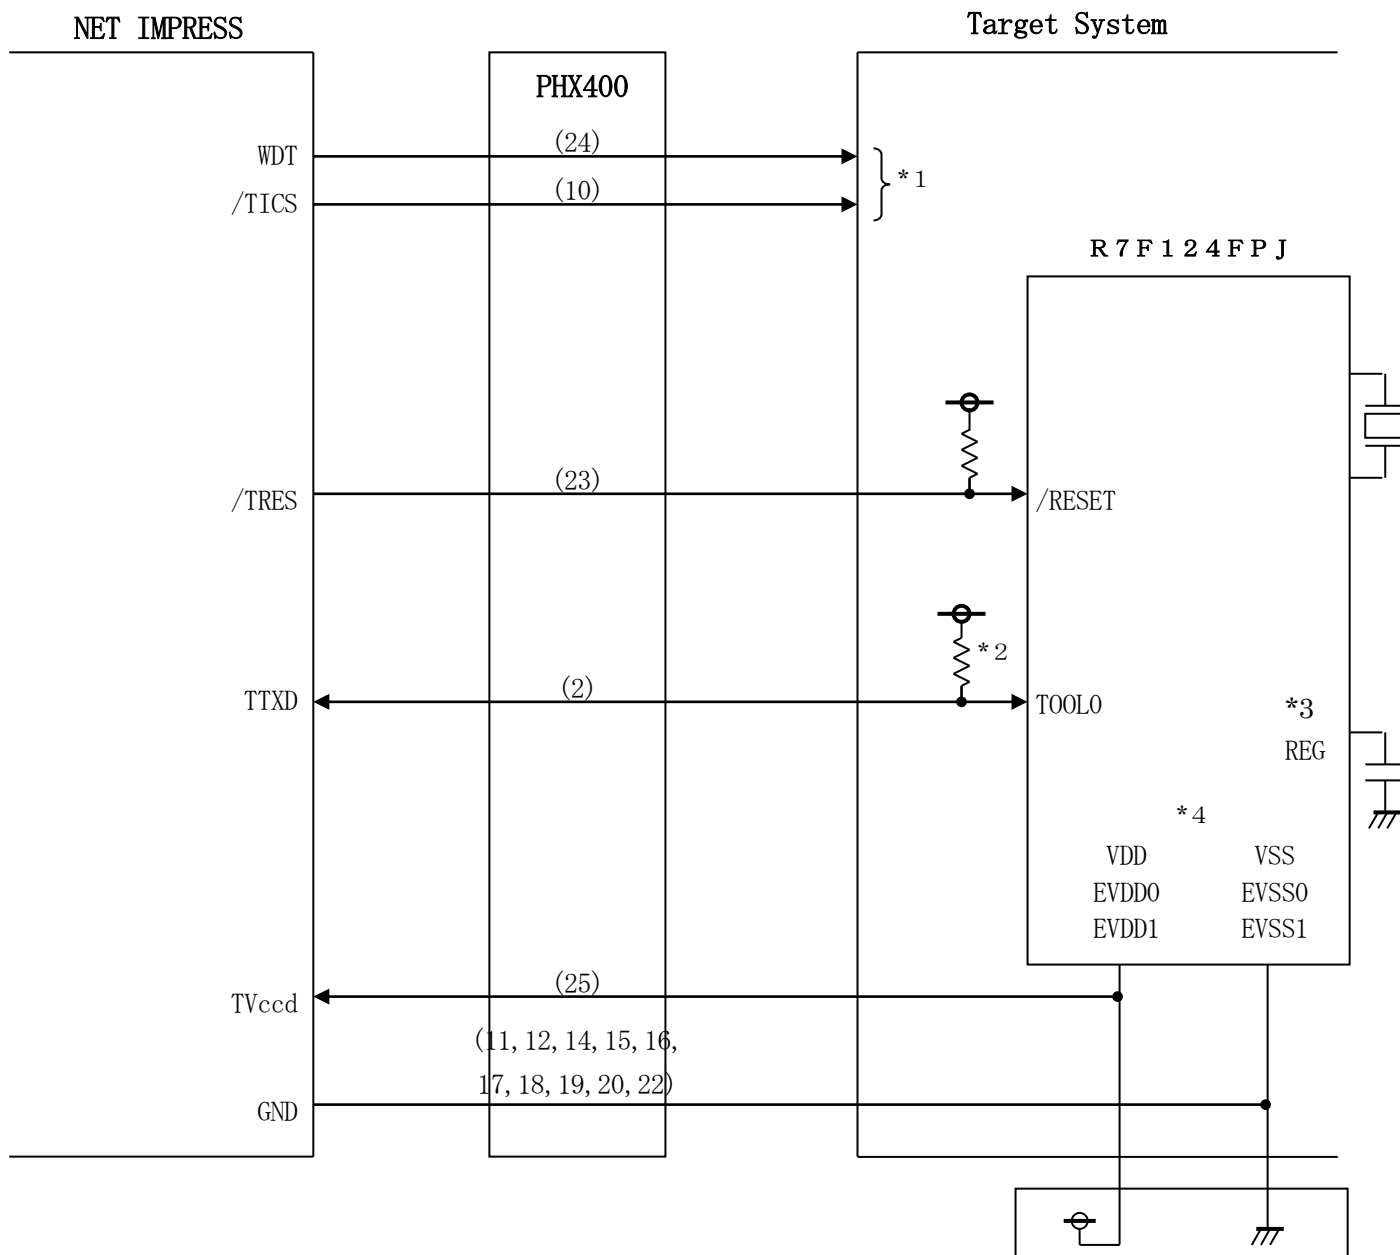 NET IMPRESS
Target System
PHX400
WDT
(24)
*1
/TICS
(10)
R7F124FPJ
/TRES
(23)
/RESET
*2
TTXD
(2)
TOOL0
*3
REG
*4
VDD
VSS
EVDD0
EVSS0
EVDD1
EVSS1
TVccd
(25)
(11,12,14,15,16,
17,18,19,20,22)
GND